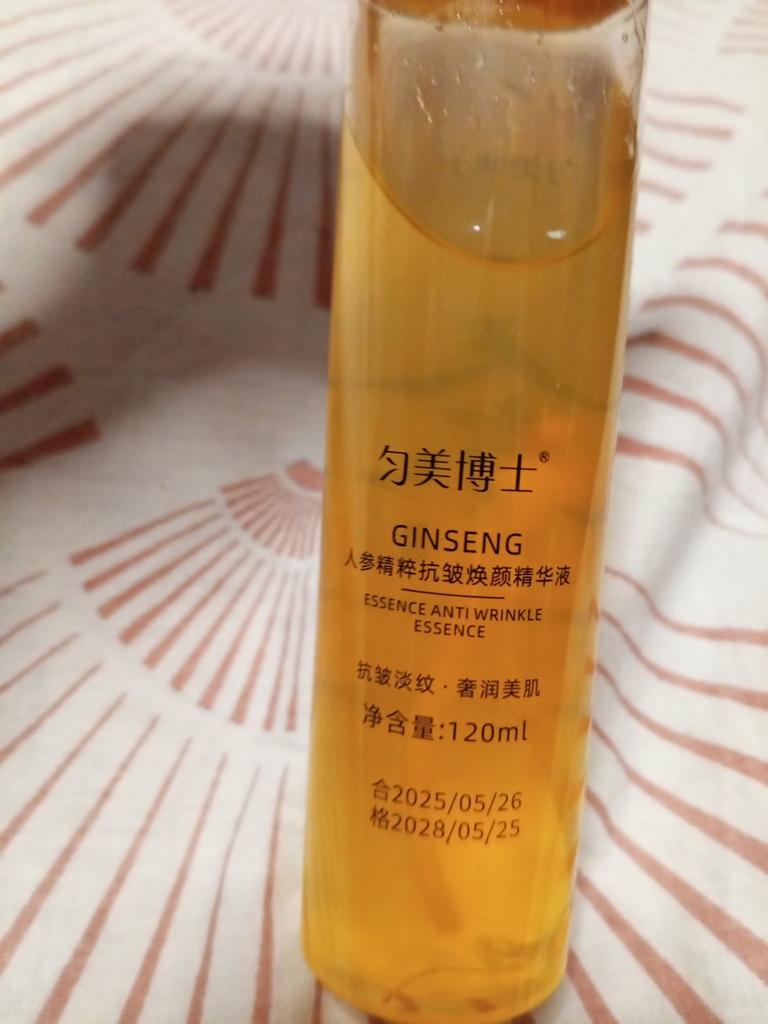 匀美博士®
GINSENG
人参精粹抗皱焕颜精华液
ESSENCE ANTI WRINKLE
ESSENCE
抗皱淡纹·奢润美肌
净含量:120ml
合2025/05/26
格2028/05/25